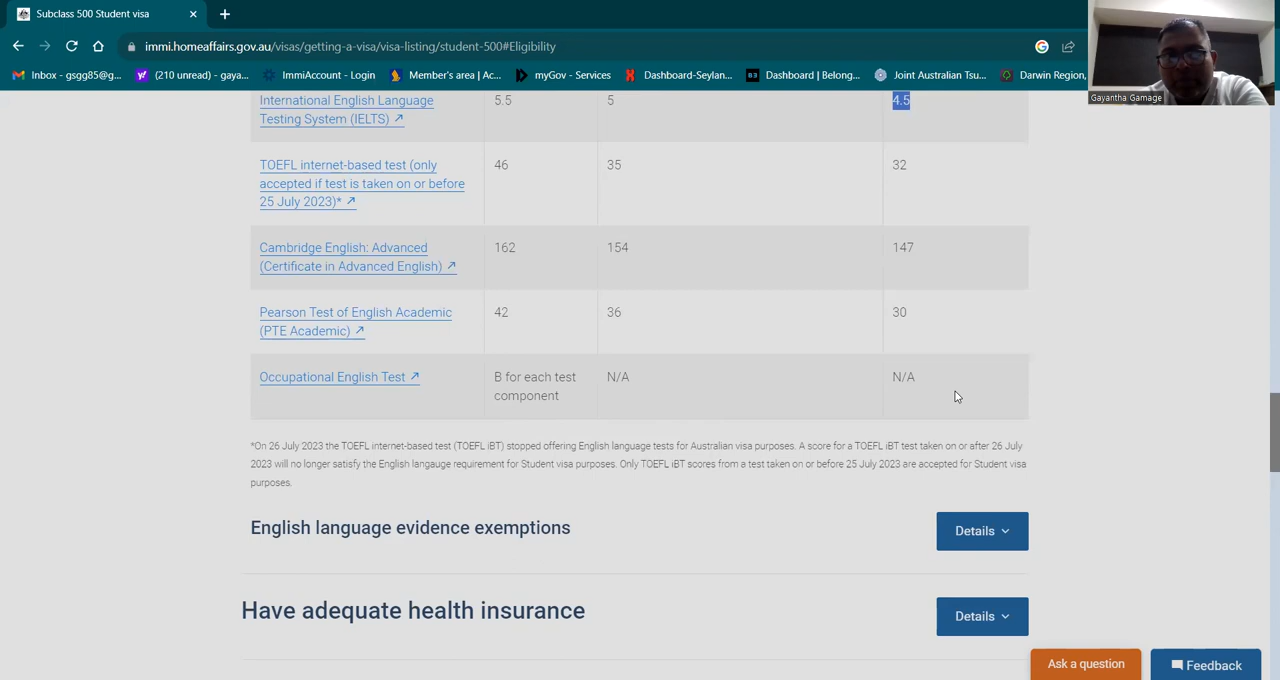 Subclass 500 Student visa
immi.homeaffairs.gov.au/visas/getting-a-visa/visa-listing/student-500#Eligibility
Inbox - gsgg85@g... (210 unread) - gaya... ImmiAccount - Login Member's area | Ac... myGov - Services Dashboard-Seylan... Dashboard | Belong... Joint Australian Tsu... Darwin Region,
Gayantha Gamage
International English Language 5.5 5 4.5
Testing System (IELTS)
TOEFL internet-based test (only 46 35 32
accepted if test is taken on or before
25 July 2023)*
Cambridge English: Advanced 162 154 147
(Certificate in Advanced English)
Pearson Test of English Academic 42 36 30
(PTE Academic)
Occupational English Test B for each test N/A N/A
component
*On 26 July 2023 the TOEFL internet-based test (TOEFL iBT) stopped offering English language tests for Australian visa purposes. A score for a TOEFL iBT test taken on or after 26 July
2023 will no longer satisfy the English langauge requirement for Student visa purposes. Only TOEFL iBT scores from a test taken on or before 25 July 2023 are accepted for Student visa
purposes.
English language evidence exemptions Details
Have adequate health insurance Details
Ask a question Feedback